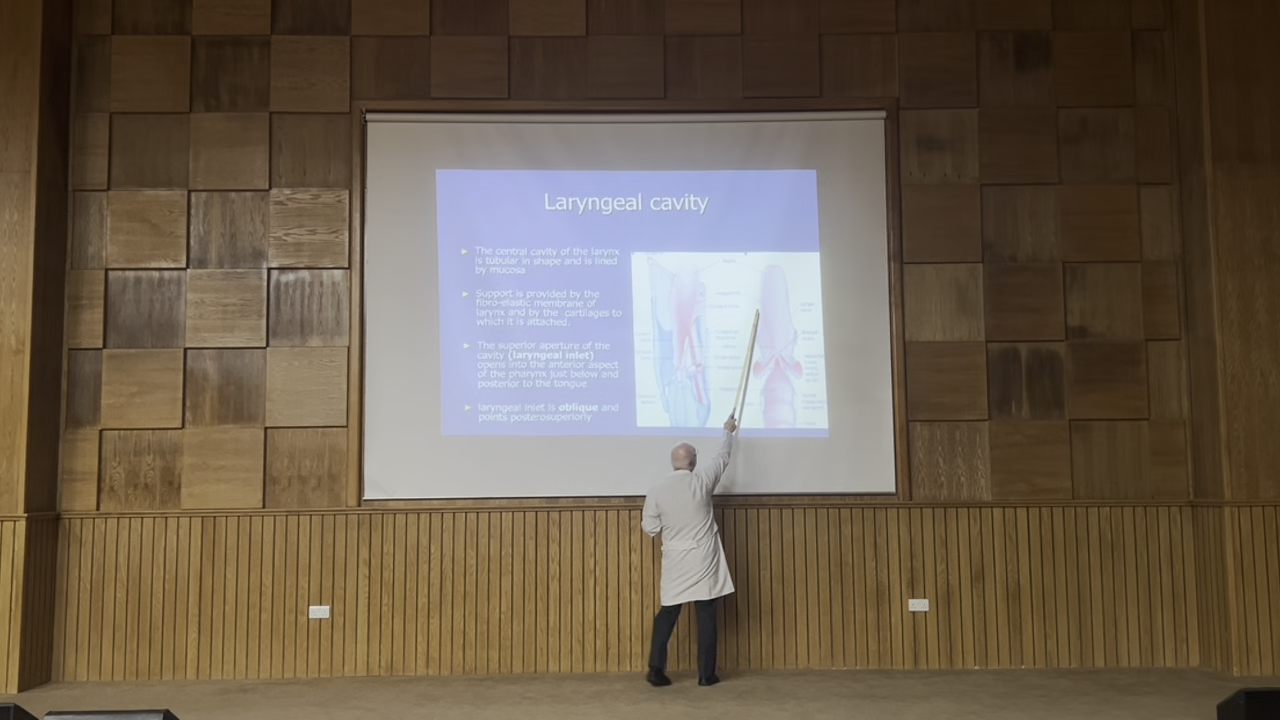 Laryngeal cavity
The central cavity of the larynx
is tubular in shape and is lined
by mucosa
Support is provided by the
fibro-elastic membrane of
larynx and by the cartilages to
which it is attached.
The superior aperture of the
cavity (laryngeal inlet)
opens into the anterior aspect
of the pharynx just below and
posterior to the tongue
laryngeal inlet is oblique and
points posterosuperiorly